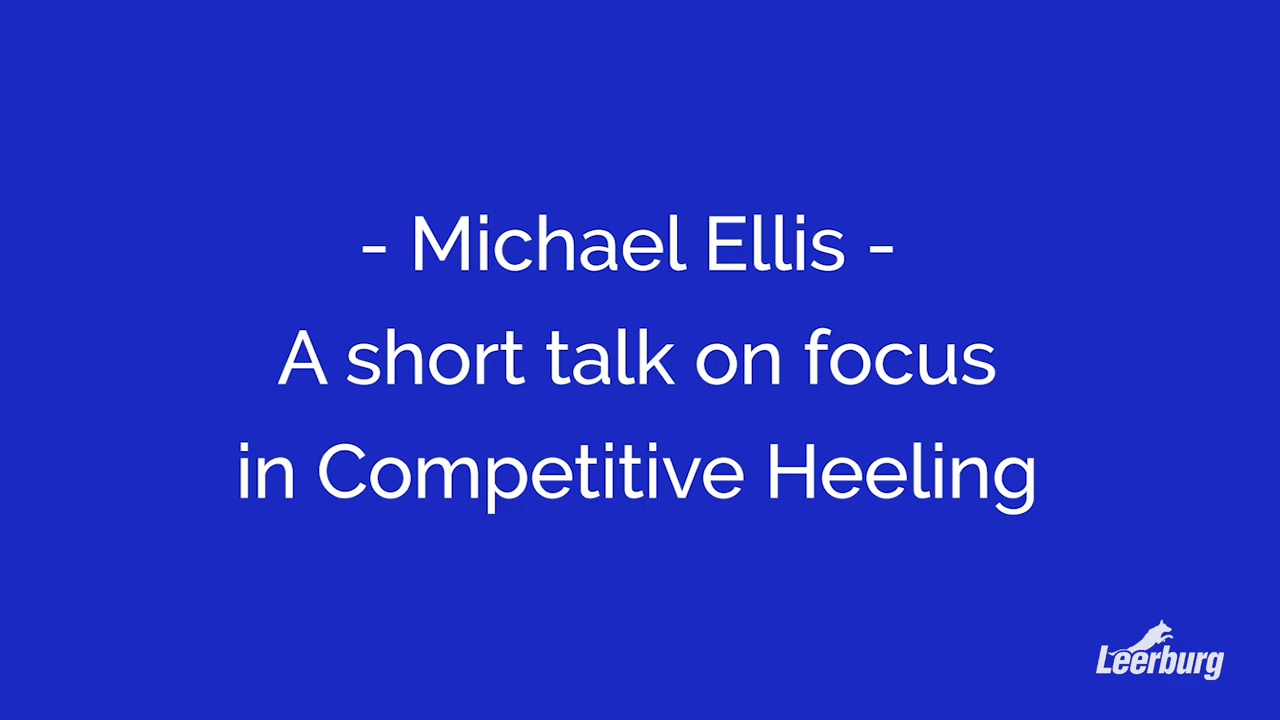 - Michael Ellis -
A short talk on focus
in Competitive Heeling
Leerburg